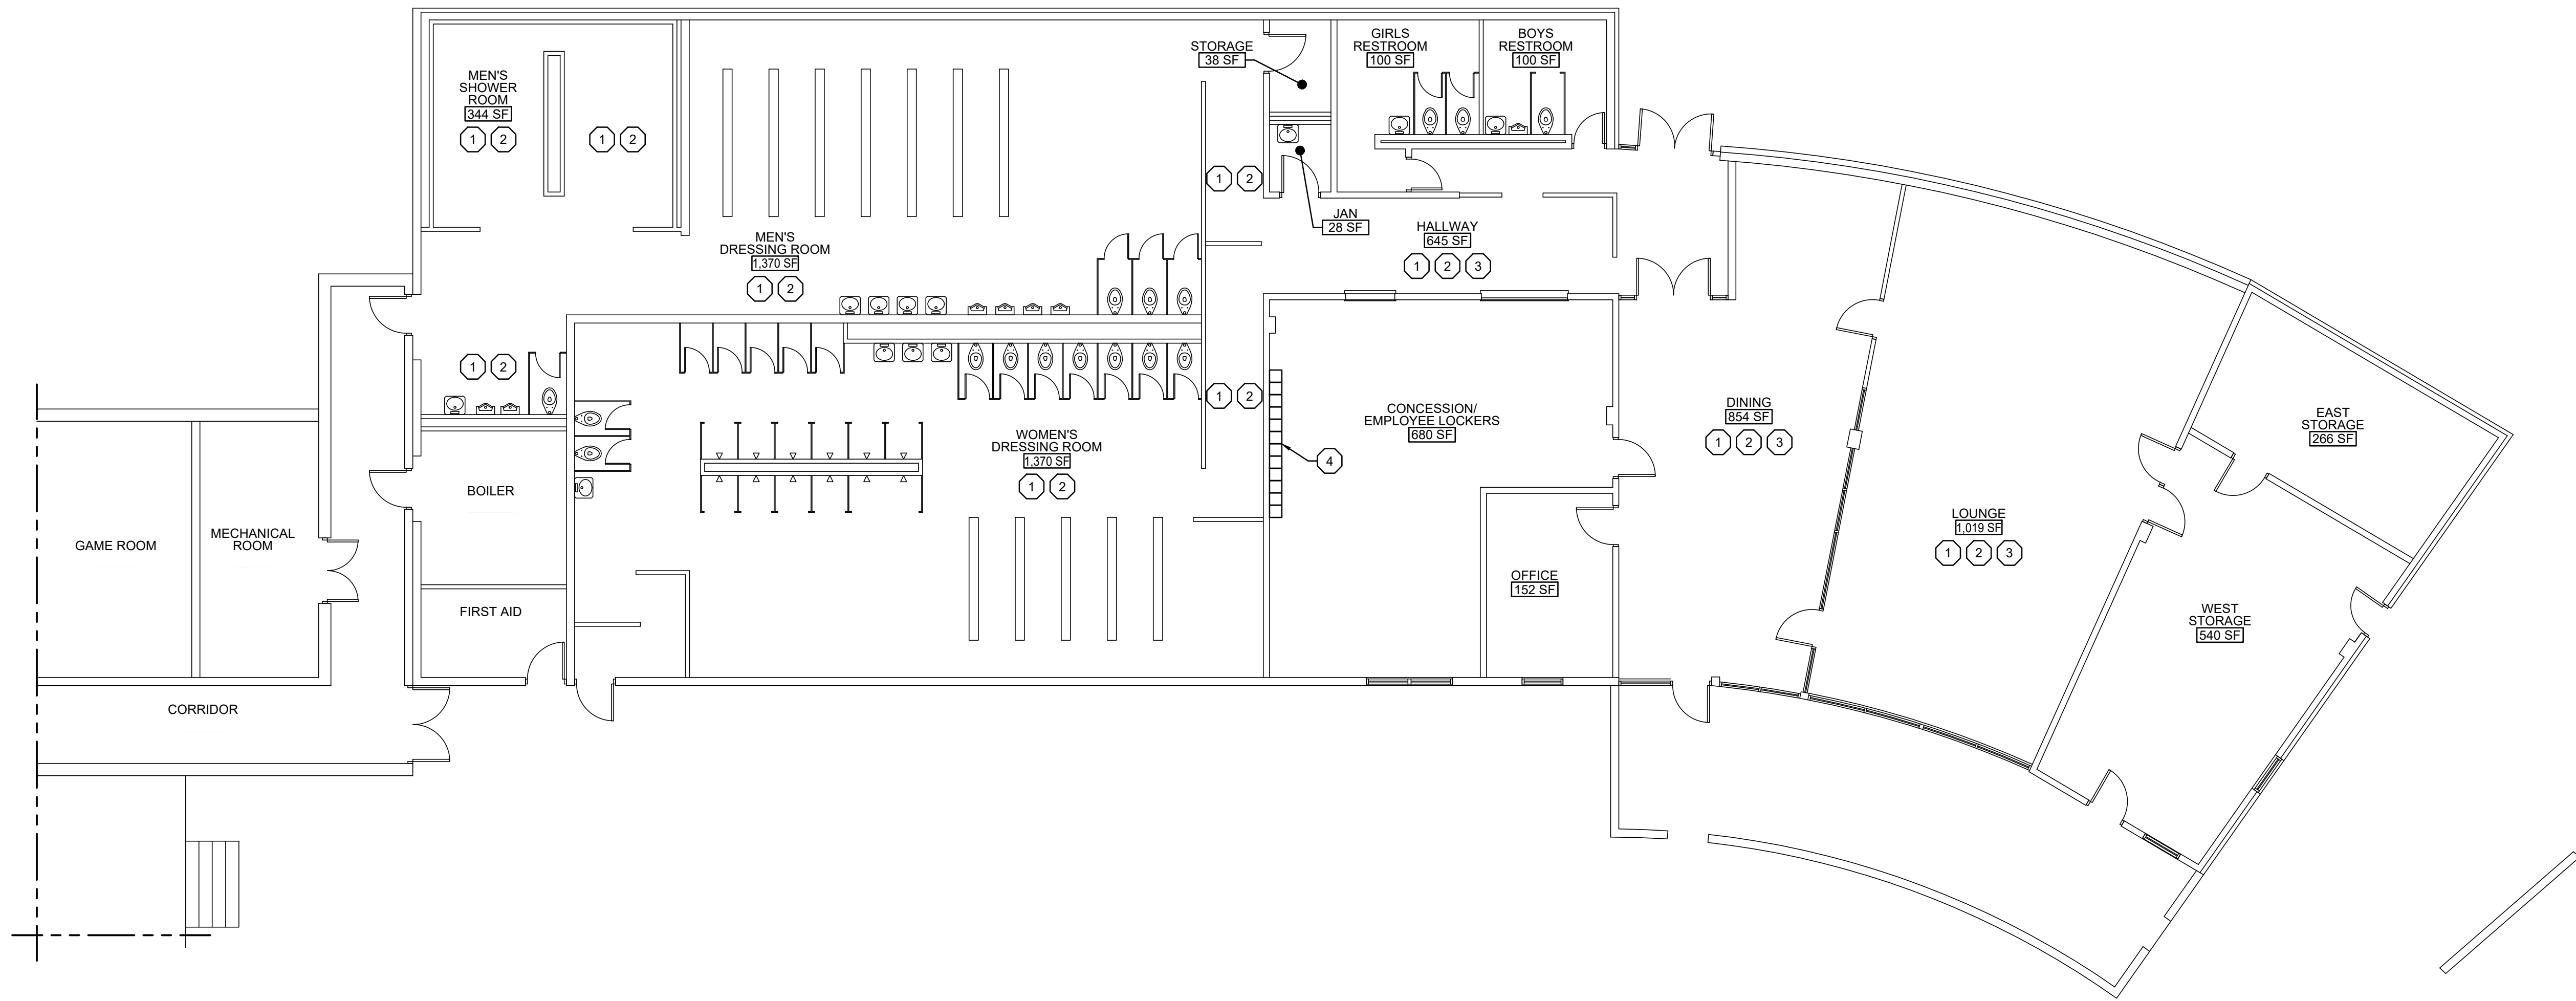 MEN'S
SHOWER
ROOM
344 SF
1 2
1 2
MEN'S
DRESSING ROOM
1,370 SF
1 2
1 2
STORAGE
38 SF
GIRLS
RESTROOM
100 SF
BOYS
RESTROOM
100 SF
1 2
JAN
28 SF
HALLWAY
645 SF
1 2 3
1 2
CONCESSION/
EMPLOYEE LOCKERS
680 SF
4
WOMEN'S
DRESSING ROOM
1,370 SF
1 2
DINING
854 SF
1 2 3
EAST
STORAGE
266 SF
LOUNGE
1,019 SF
1 2 3
OFFICE
152 SF
WEST
STORAGE
540 SF
BOILER
GAME ROOM
MECHANICAL
ROOM
FIRST AID
CORRIDOR